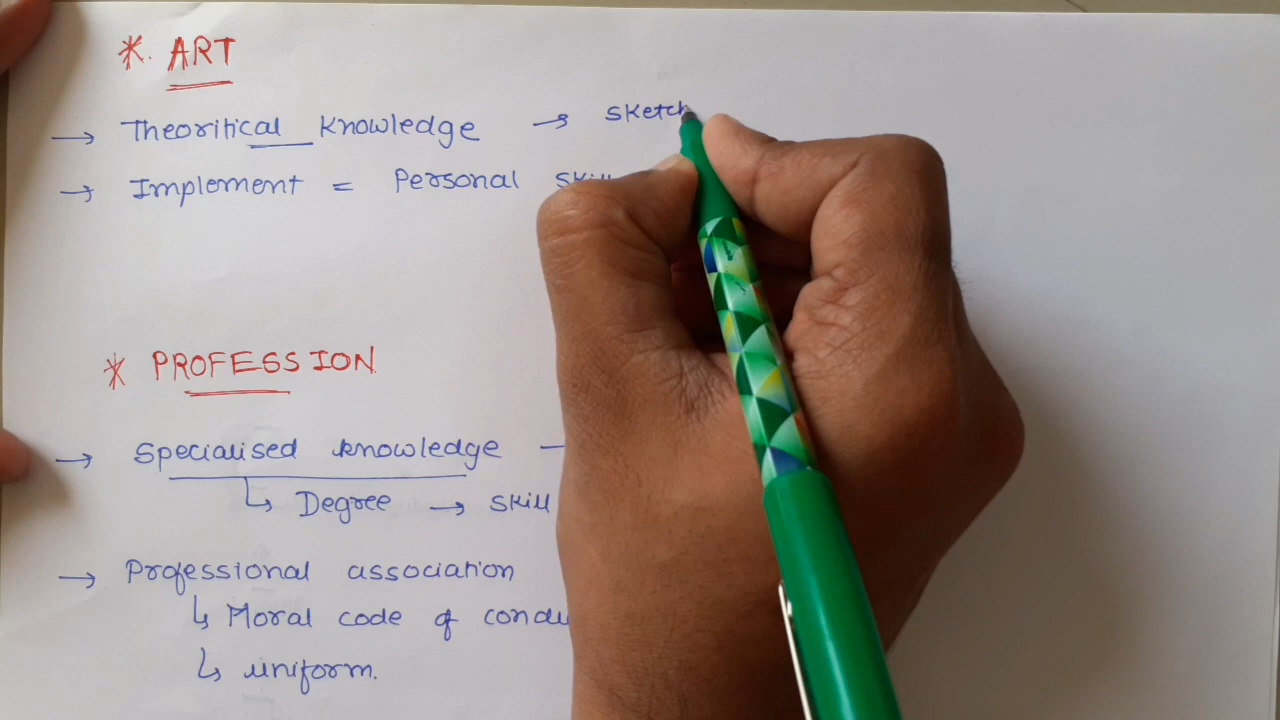 *. ART
→ Theoritical knowledge → sketch
→ Implement = Personal
* PROFESSION
→ Specialised knowledge –
↳ Degree → skill
→ Professional association
↳ Moral code of
↳ uniform.